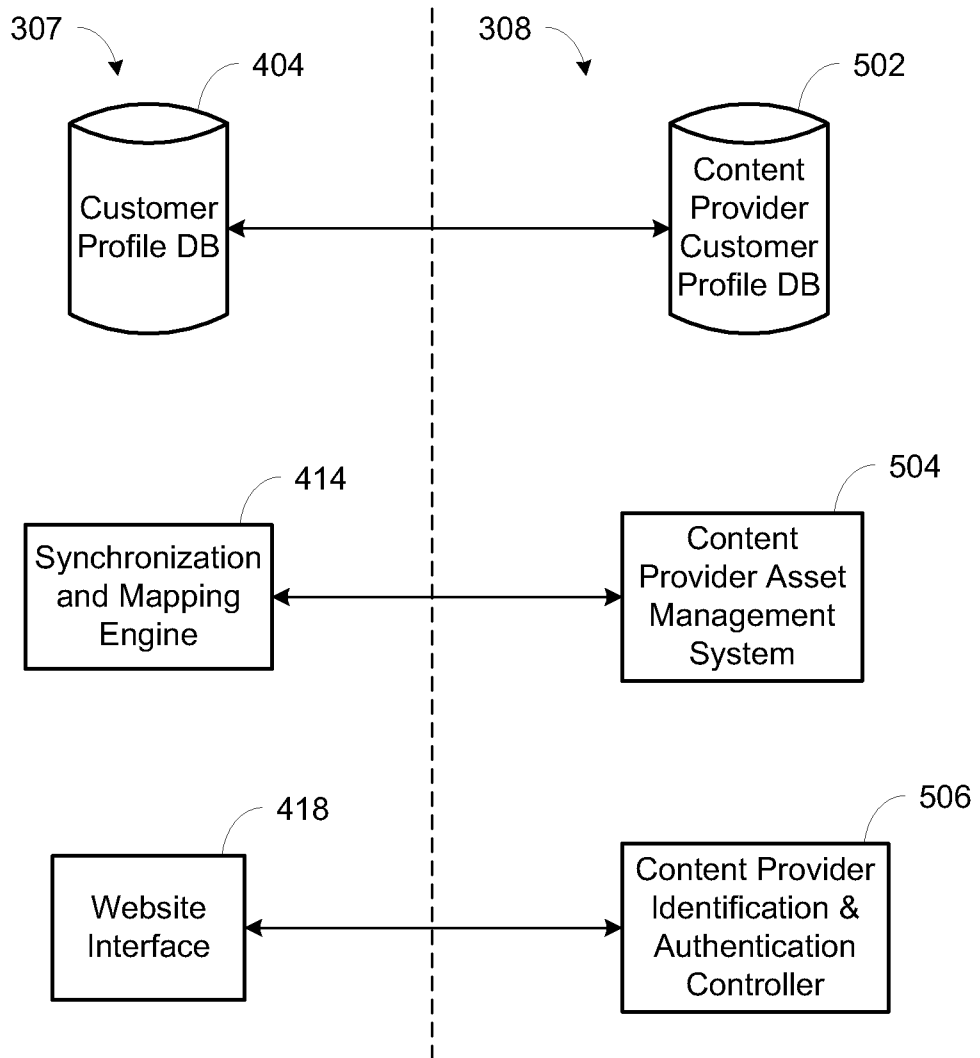 307
308
404
502
Customer
Profile DB
Content
Provider
Customer
Profile DB
414
504
Synchronization
and Mapping
Engine
Content
Provider Asset
Management
System
418
506
Website
Interface
Content Provider
Identification &
Authentication
Controller